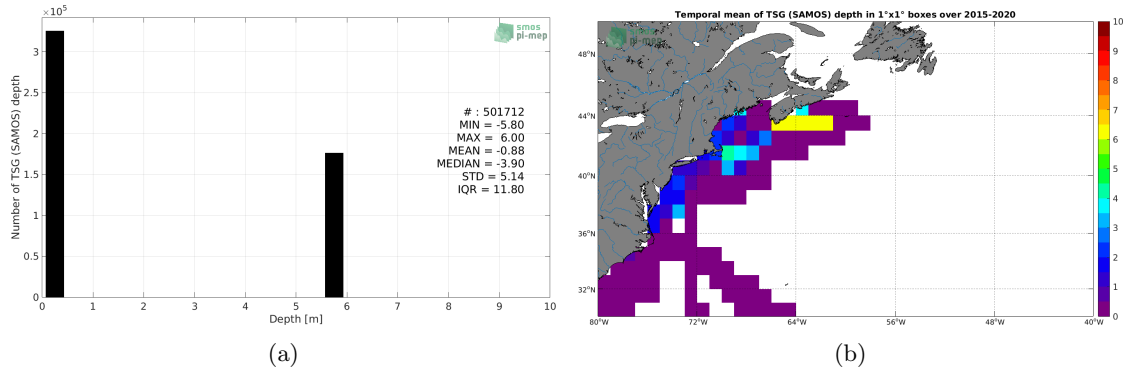 ×10⁵
3
2.5
2
1.5
1
0.5
0
Number of TSG (SAMOS) depth
smos
pi-mep
# : 501712
MIN = -5.80
MAX = 6.00
MEAN = -0.88
MEDIAN = -3.90
STD = 5.14
IQR = 11.80
0 1 2 3 4 5 6 7 8 9 10
Depth [m]
(a)
Temporal mean of TSG (SAMOS) depth in 1°x1° boxes over 2015-2020
smos
pi-mep
48°N
44°N
40°N
36°N
32°N
80°W 72°W 64°W 56°W 48°W 40°W
10
9
8
7
6
5
4
3
2
1
0
(b)